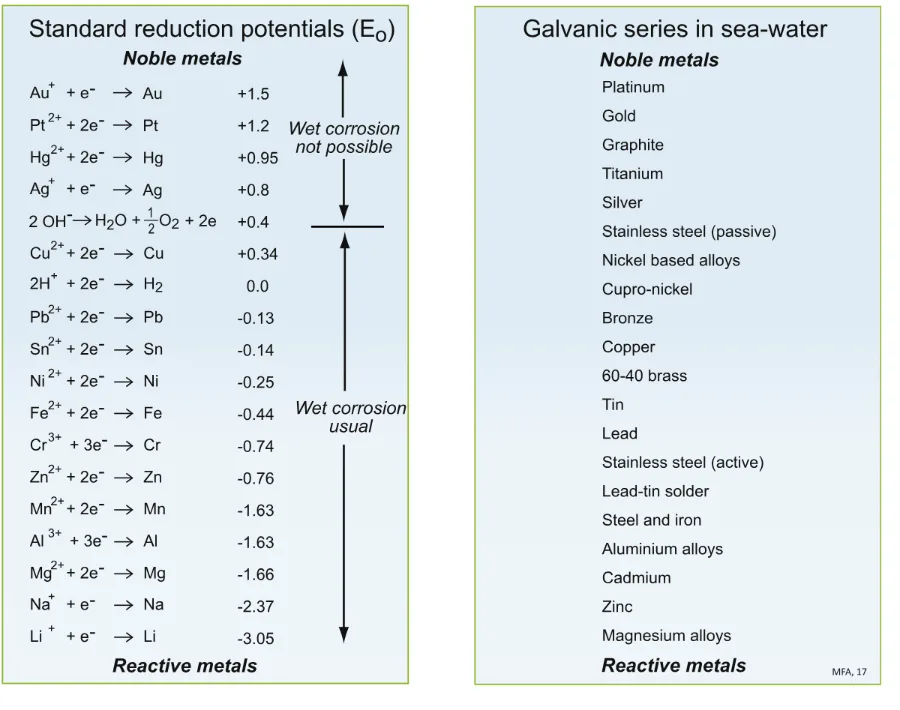 Standard reduction potentials (Eo)
Noble metals
Au+ + e- → Au +1.5
Pt2+ + 2e- → Pt +1.2
Hg2+ + 2e- → Hg +0.95
Ag+ + e- → Ag +0.8
2 OH- → H2O + 1/2 O2 + 2e +0.4
Cu2+ + 2e- → Cu +0.34
2H+ + 2e- → H2 0.0
Pb2+ + 2e- → Pb -0.13
Sn2+ + 2e- → Sn -0.14
Ni2+ + 2e- → Ni -0.25
Fe2+ + 2e- → Fe -0.44
Cr3+ + 3e- → Cr -0.74
Zn2+ + 2e- → Zn -0.76
Mn2+ + 2e- → Mn -1.63
Al3+ + 3e- → Al -1.63
Mg2+ + 2e- → Mg -1.66
Na+ + e- → Na -2.37
Li+ + e- → Li -3.05
Reactive metals
Wet corrosion
not possible
Wet corrosion
usual
Galvanic series in sea-water
Noble metals
Platinum
Gold
Graphite
Titanium
Silver
Stainless steel (passive)
Nickel based alloys
Cupro-nickel
Bronze
Copper
60-40 brass
Tin
Lead
Stainless steel (active)
Lead-tin solder
Steel and iron
Aluminium alloys
Cadmium
Zinc
Magnesium alloys
Reactive metals
MFA, 17